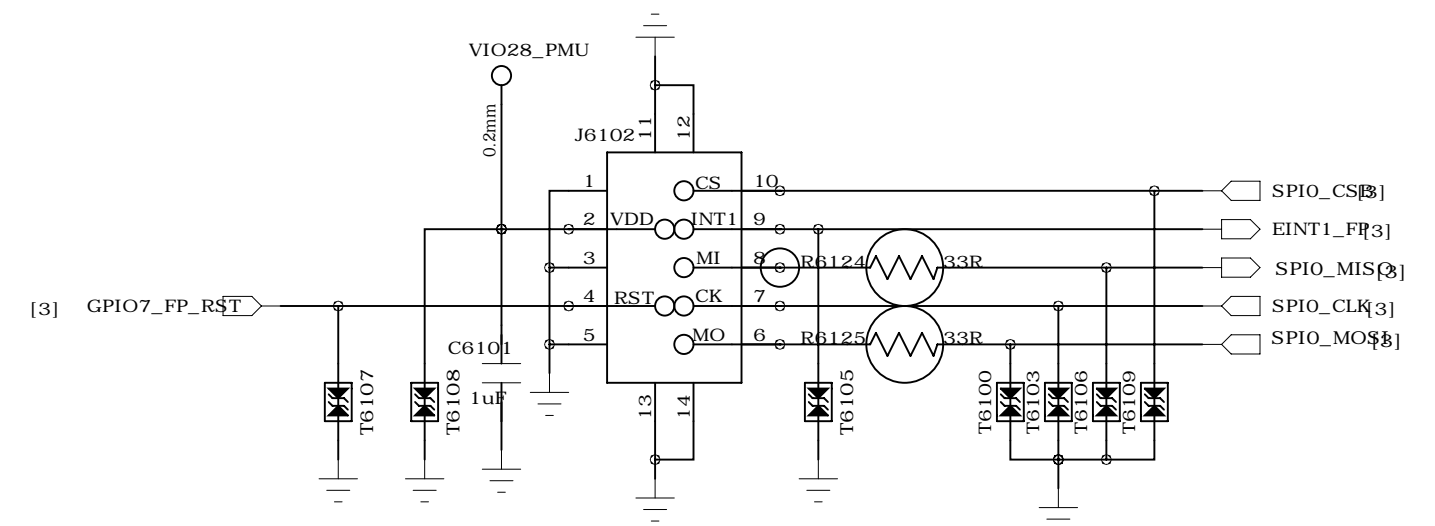 VIO28_PMU
0.2mm
J6102
11
12
1
CS
10
SPI0_CSB[3]
2
VDD
INT1
9
EINT1_FP[3]
3
MI
8
R6124
33R
SPI0_MISO[3]
[3]
GPIO7_FP_RST
4
RST
CK
7
SPI0_CLK[3]
5
MO
6
R6125
33R
SPI0_MOSI[3]
C6101
1uF
T6107
T6108
13
14
T6105
T6100
T6103
T6106
T6109